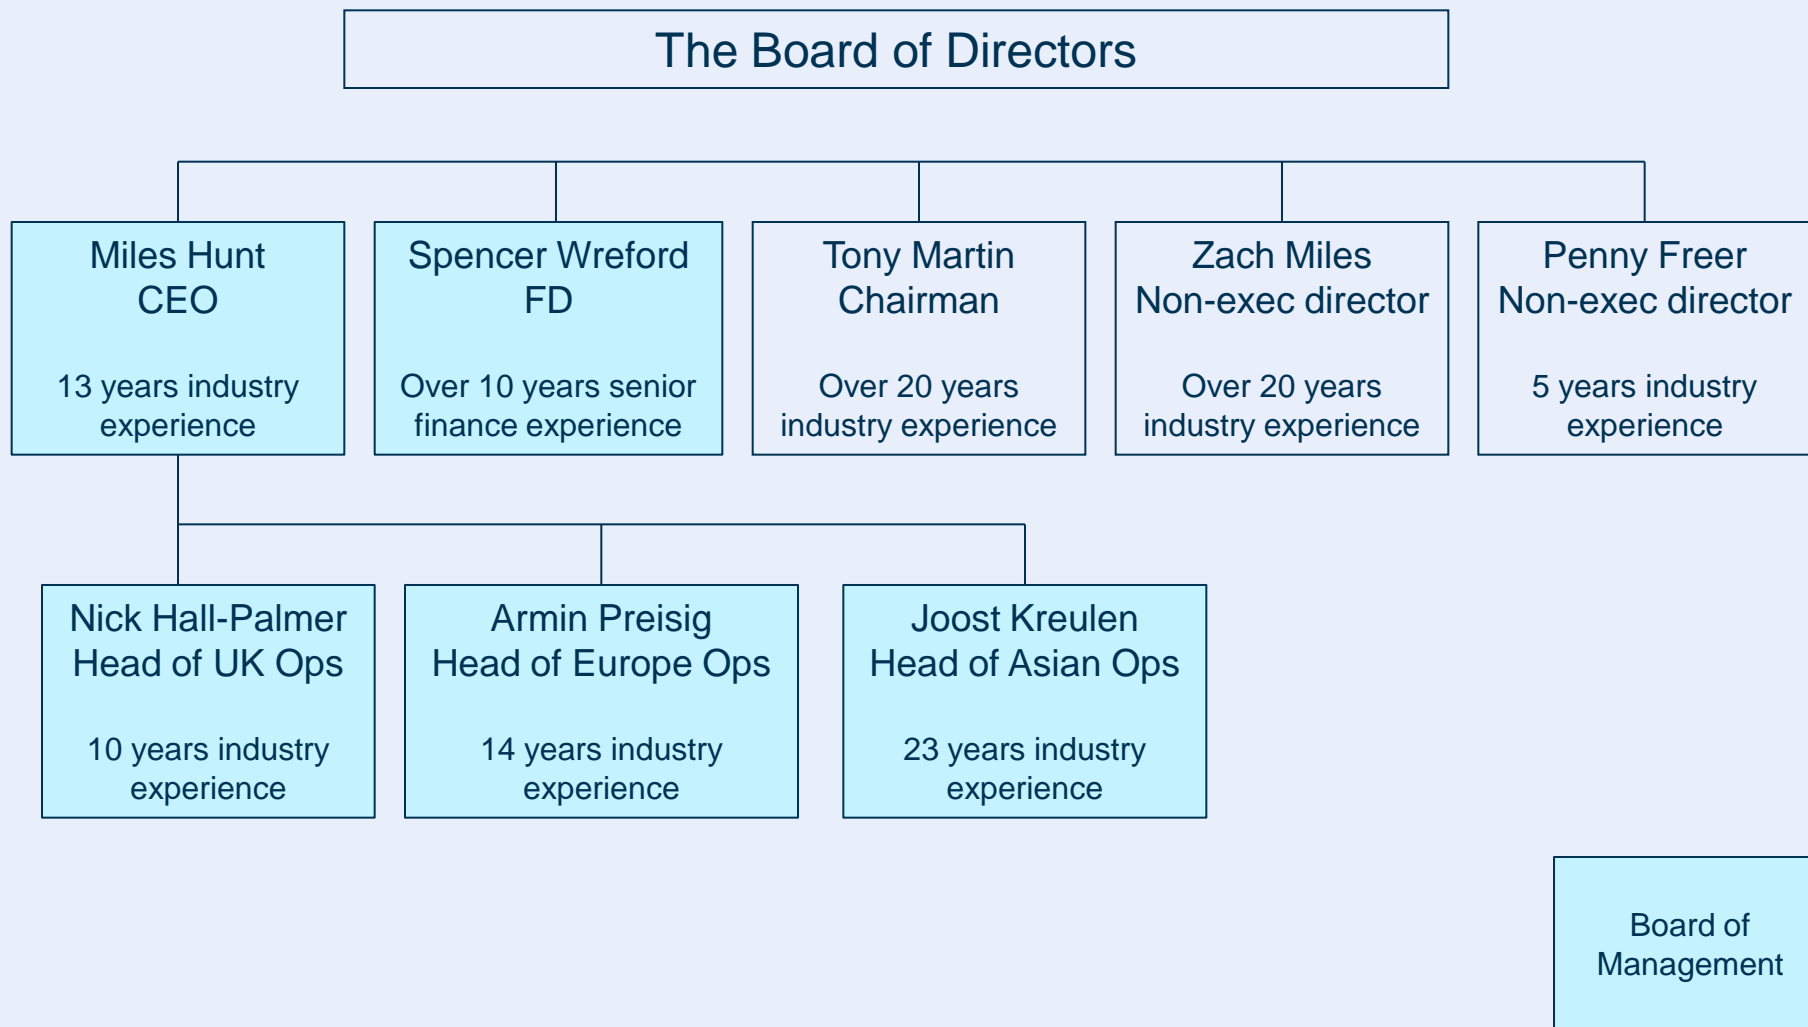 The Board of Directors
Miles Hunt
CEO
13 years industry
experience
Spencer Wreford
FD
Over 10 years senior
finance experience
Tony Martin
Chairman
Over 20 years
industry experience
Zach Miles
Non-exec director
Over 20 years
industry experience
Penny Freer
Non-exec director
5 years industry
experience
Nick Hall-Palmer
Head of UK Ops
10 years industry
experience
Armin Preisig
Head of Europe Ops
14 years industry
experience
Joost Kreulen
Head of Asian Ops
23 years industry
experience
Board of
Management